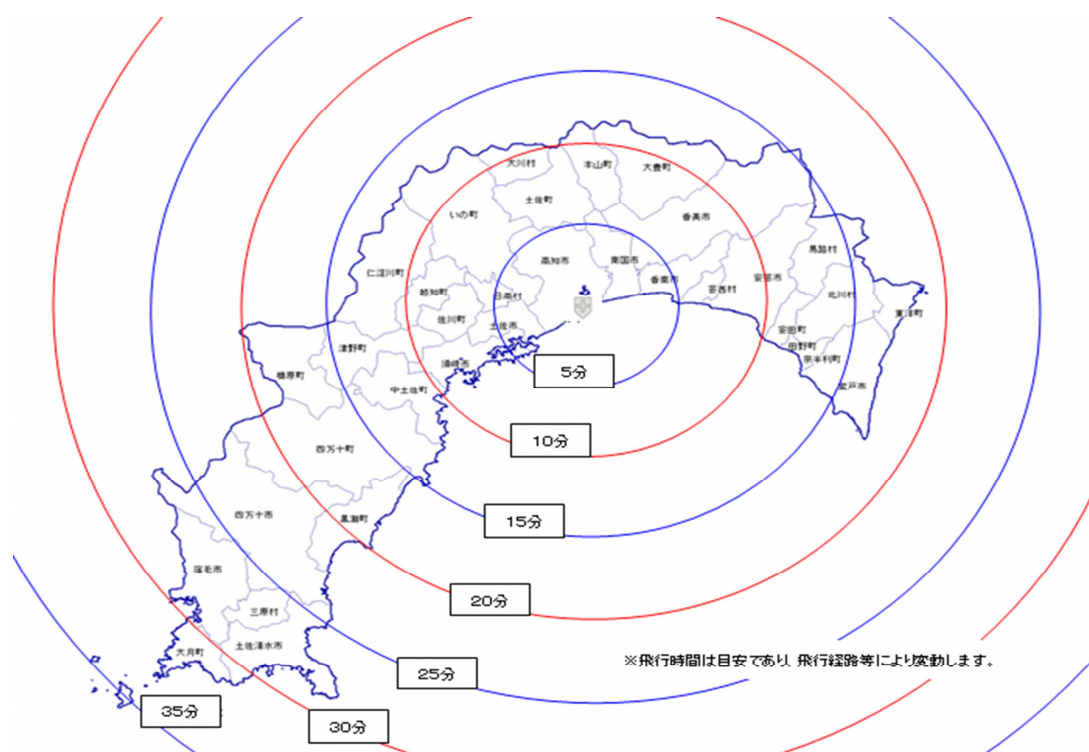 大川村
本山町
大豊町
土佐町
いの町
香美市
馬路村
高知市
南国市
仁淀川町
香南市
安芸市
芸西村
越知町
日高村
北川村
佐川町
東洋町
土佐市
安田町
津野町
田野町
須崎市
奈半利町
梼原町
5分
中土佐町
室戸市
10分
四万十町
四万十市
黒潮町
15分
宿毛市
20分
三原村
土佐清水市
大月町
※飛行時間は目安であり、飛行経路等により変動します。
25分
35分
30分